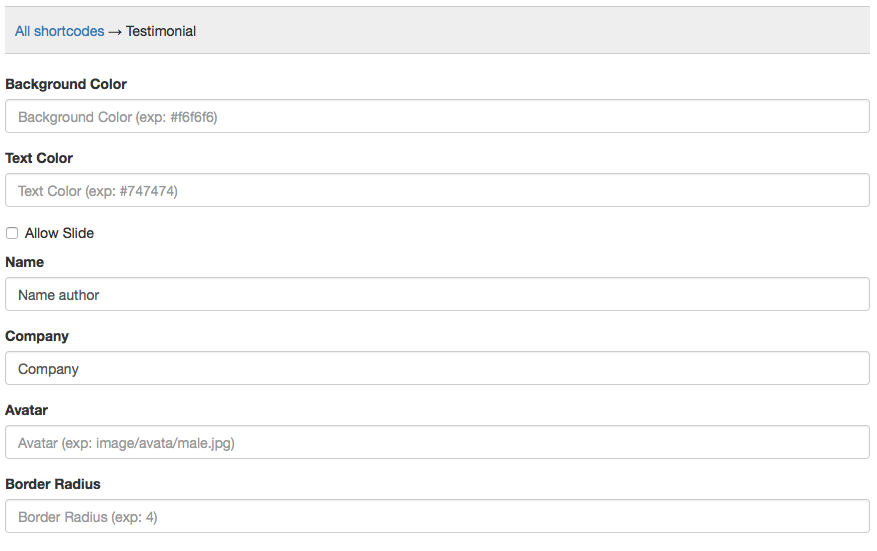 All shortcodes → Testimonial
Background Color
Background Color (exp: #f6f6f6)
Text Color
Text Color (exp: #747474)
Allow Slide
Name
Name author
Company
Company
Avatar
Avatar (exp: image/avata/male.jpg)
Border Radius
Border Radius (exp: 4)